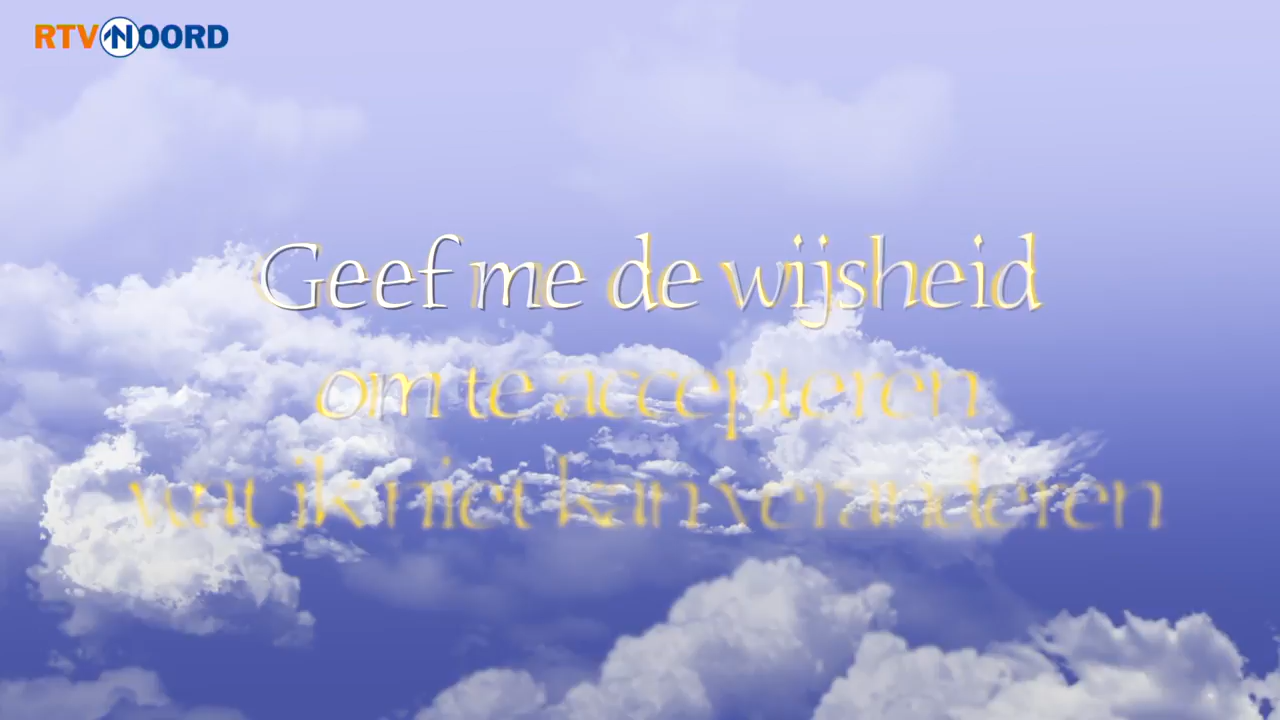 RTV NOORD
Geef me de wijsheid
om te accepteren
wat ik niet kan veranderen